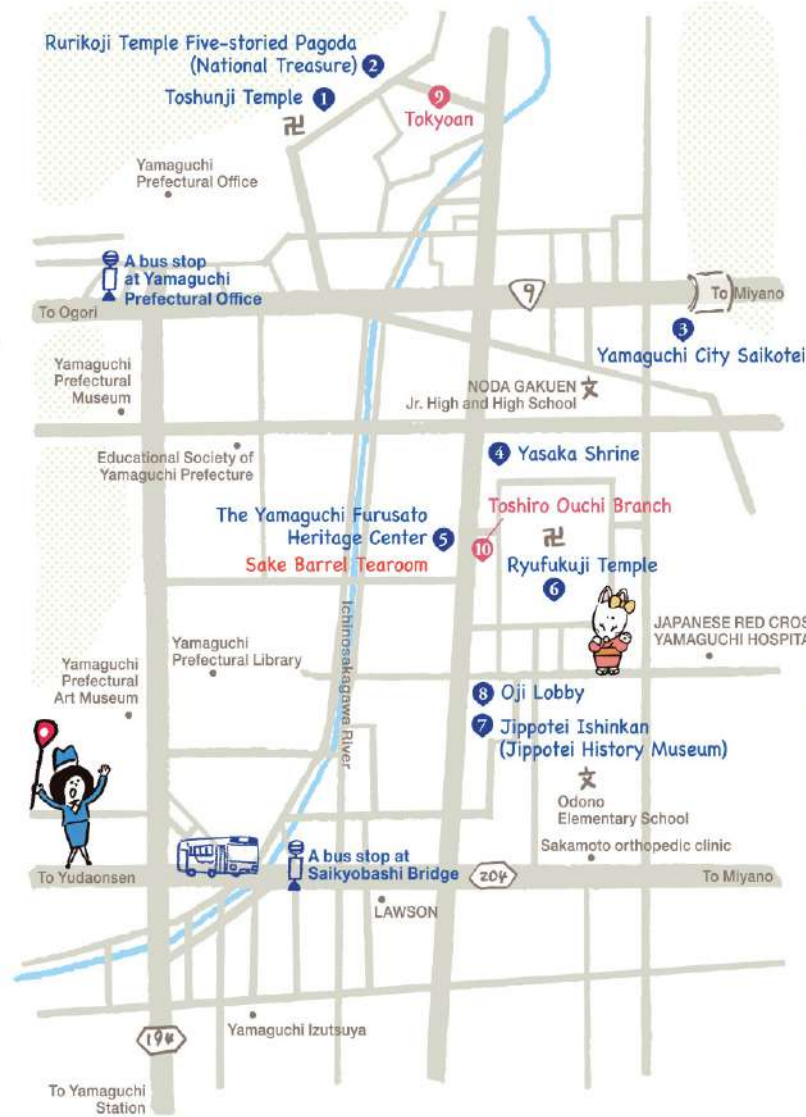 Rurikoji Temple Five-storied Pagoda
(National Treasure) 2
Toshunji Temple 1
9
Tokyoan
卍
Yamaguchi
Prefectural Office
A bus stop
at Yamaguchi
Prefectural Office
To Ogori
9
To Miyano
3
Yamaguchi City Saikotei
Yamaguchi
Prefectural
Museum
NODA GAKUEN
Jr. High and High School
文
Educational Society of
Yamaguchi Prefecture
4 Yasaka Shrine
Toshiro Ouchi Branch
10
The Yamaguchi Furusato
Heritage Center 5
Sake Barrel Tearoom
卍
Ryufukuji Temple
6
Ichinosakagawa River
JAPANESE RED CROS
YAMAGUCHI HOSPITA
Yamaguchi
Prefectural Library
Yamaguchi
Prefectural
Art Museum
8 Oji Lobby
7 Jippotei Ishinkan
(Jippotei History Museum)
文
Odono
Elementary School
Sakamoto orthopedic clinic
A bus stop at
Saikyobashi Bridge
To Yudaonsen
204
To Miyano
LAWSON
Yamaguchi Izutsuya
194
To Yamaguchi
Station